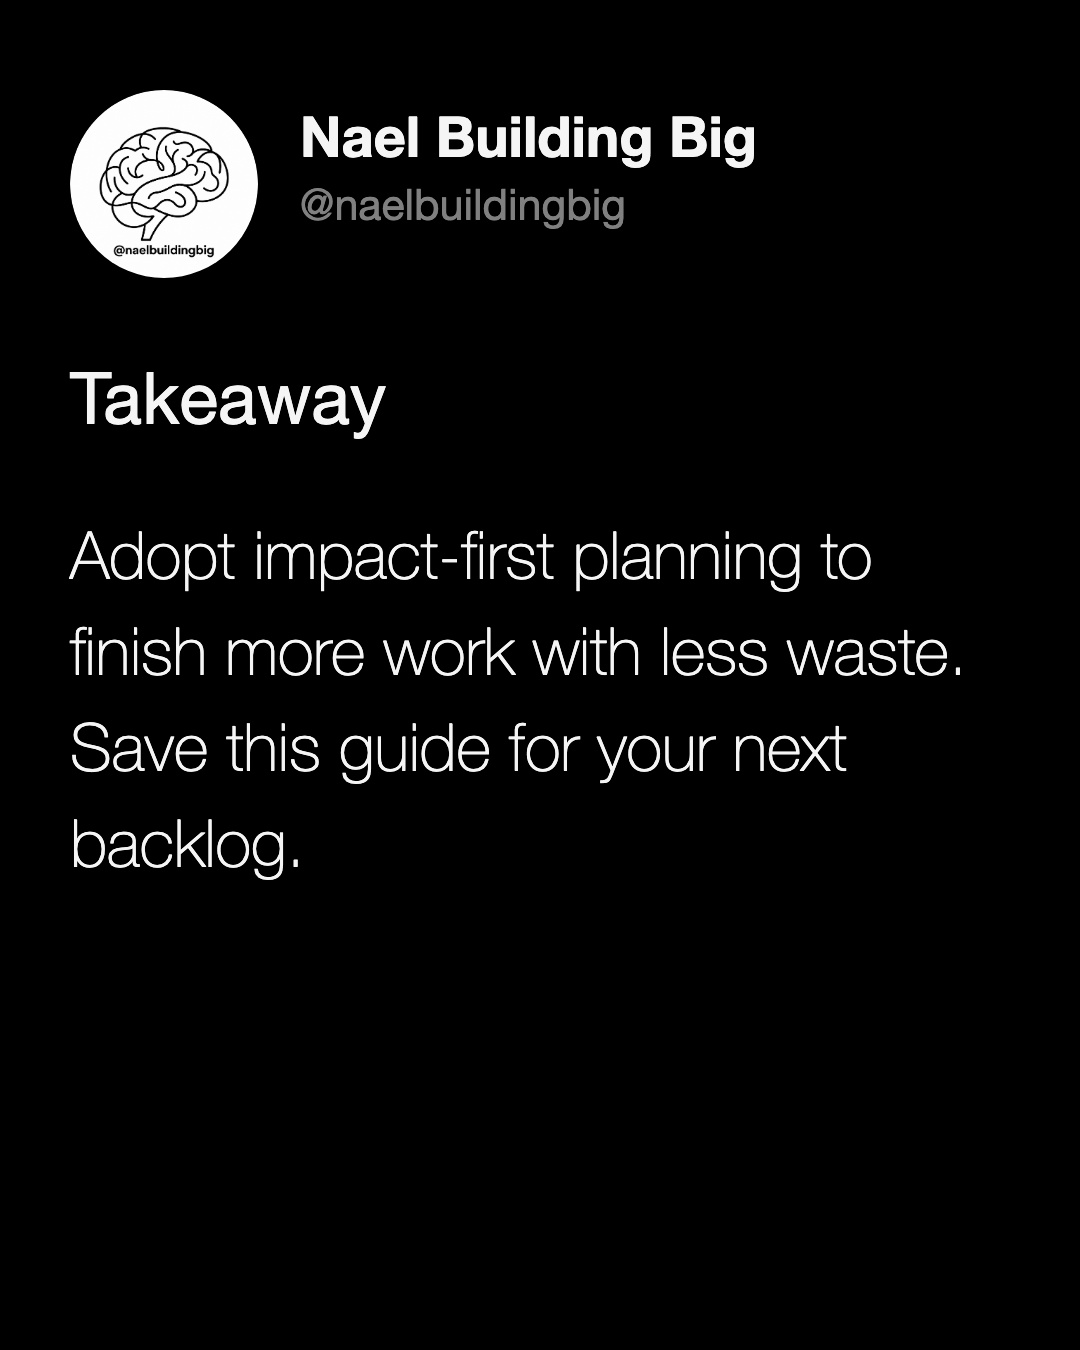 Nael Building Big
@naelbuildingbig
@naelbuildingbig
Takeaway
Adopt impact-first planning to
finish more work with less waste.
Save this guide for your next
backlog.